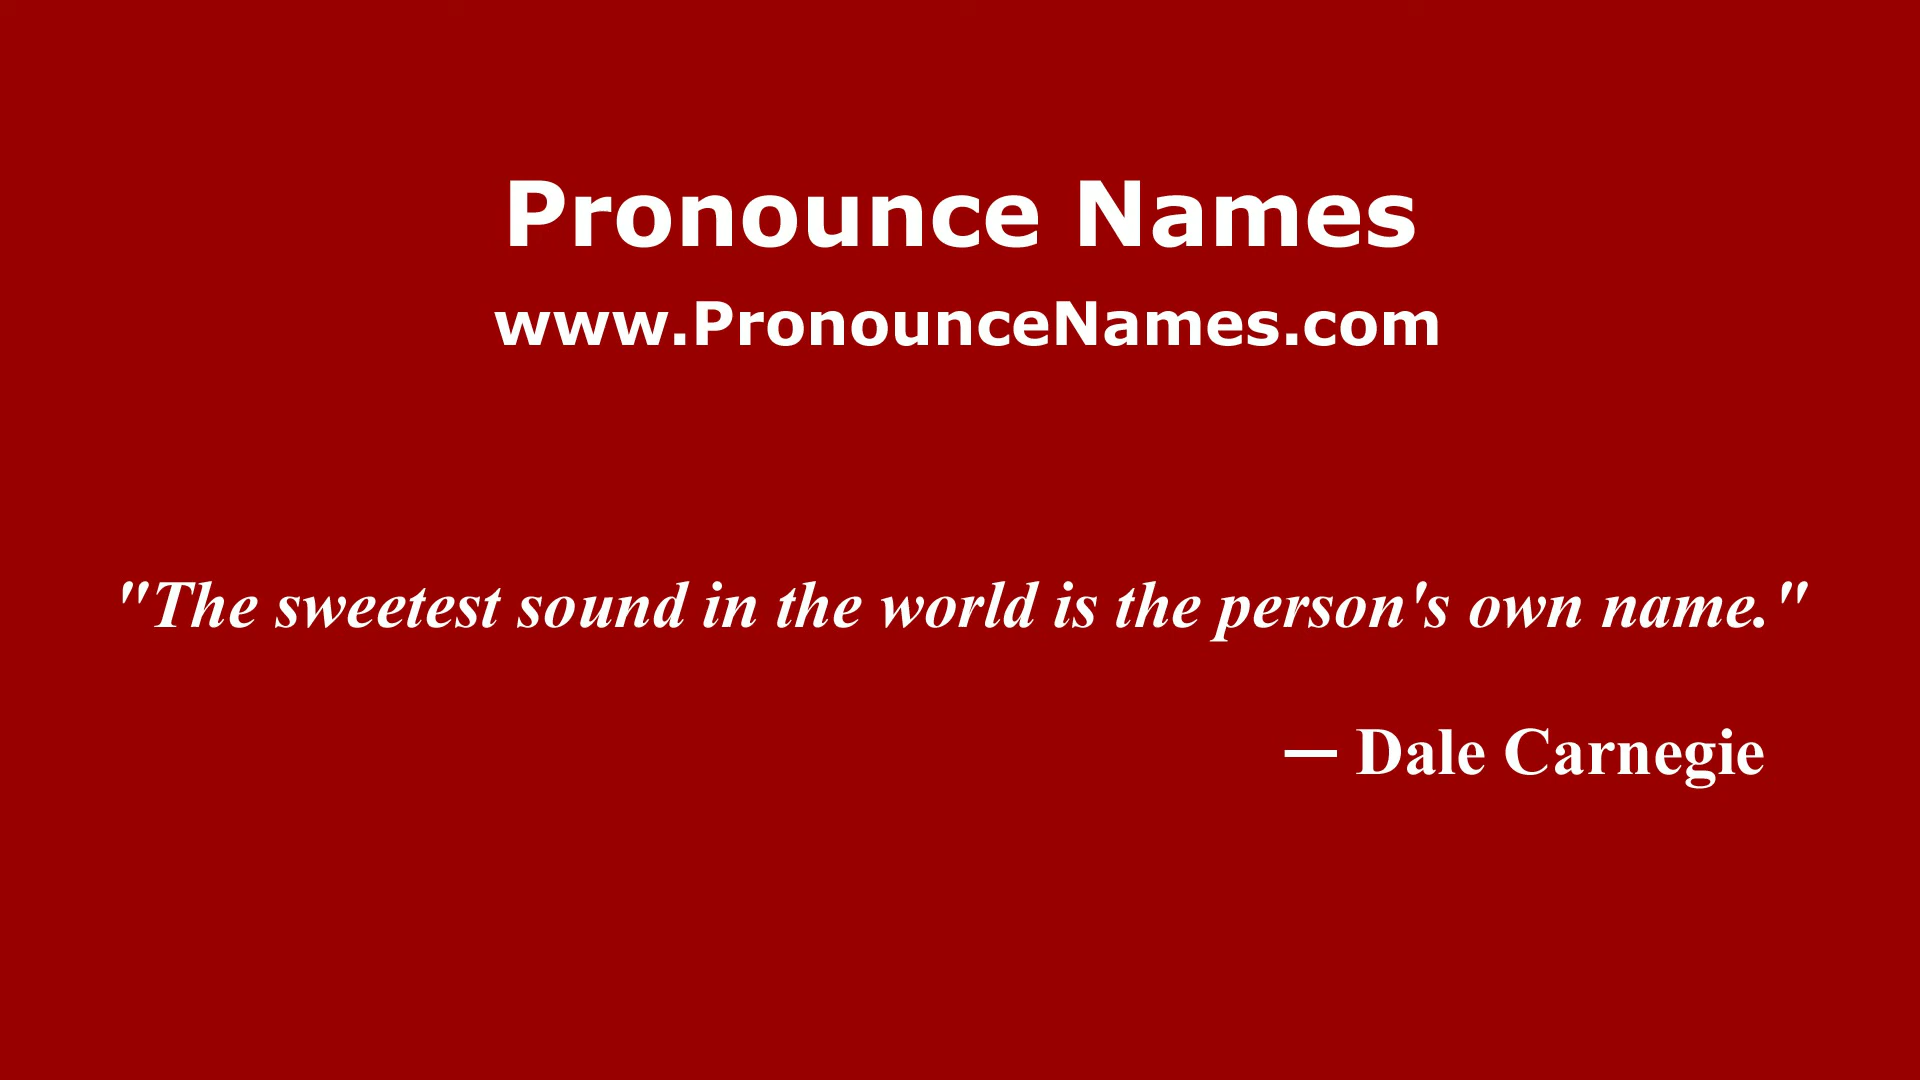 Pronounce Names
www.PronounceNames.com
"The sweetest sound in the world is the person's own name."
— Dale Carnegie